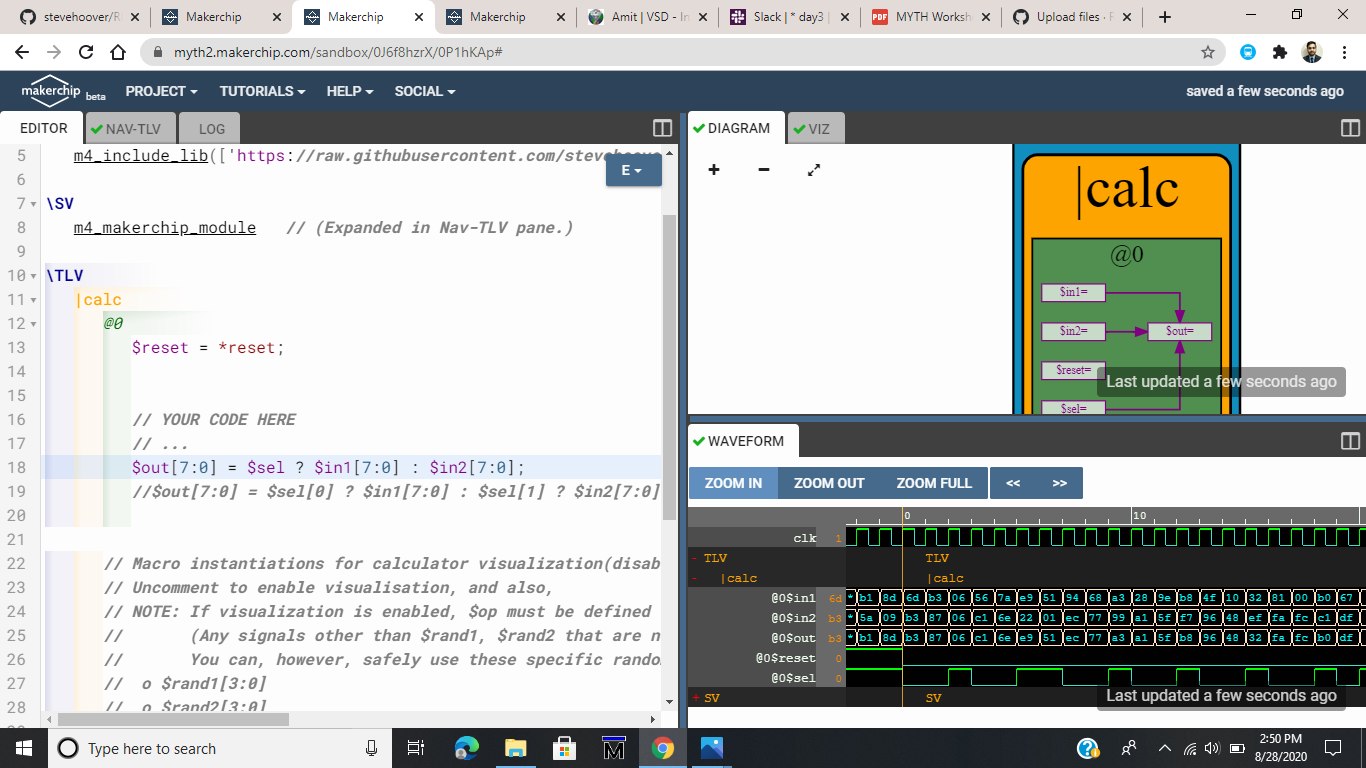 stevehoover/R
Makerchip
Makerchip
Makerchip
Amit | VSD - In
Slack | * day3 |
MYTH Worksh
Upload files · R
myth2.makerchip.com/sandbox/0J6f8hzrX/0P1hKAp#
makerchip beta PROJECT TUTORIALS HELP SOCIAL saved a few seconds ago
EDITOR NAV-TLV LOG
E
5 m4_include_lib(['https://raw.githubusercontent.com/steve
6
7 \SV
8 m4_makerchip_module // (Expanded in Nav-TLV pane.)
9
10 \TLV
11 |calc
12 @0
13 $reset = *reset;
14
15
16 // YOUR CODE HERE
17 // ...
18 $out[7:0] = $sel ? $in1[7:0] : $in2[7:0];
19 //$out[7:0] = $sel[0] ? $in1[7:0] : $sel[1] ? $in2[7:0]
20
21
22 // Macro instantiations for calculator visualization(disab
23 // Uncomment to enable visualisation, and also,
24 // NOTE: If visualization is enabled, $op must be defined
25 // (Any signals other than $rand1, $rand2 that are n
26 // You can, however, safely use these specific rando
27 // o $rand1[3:0]
28 // o $rand2[3:0]
DIAGRAM VIZ
|calc
@0
$in1=
$in2= $out=
$reset=
$sel=
Last updated a few seconds ago
WAVEFORM
ZOOM IN ZOOM OUT ZOOM FULL << >>
0 10
clk 1
- TLV TLV
- |calc |calc
@0$in1 6d * b1 8d 6d b3 06 56 7a e9 51 94 68 a3 28 9e b8 4f 10 32 81 00 b0 67
@0$in2 b3 * 5a 09 b3 87 06 c1 6e 22 01 ec 77 99 a1 5f f7 96 48 ef fa fc c1 df
@0$out b3 * b1 8d b3 87 06 c1 6e e9 51 ec 77 a3 a1 5f b8 96 48 32 fa fc b0 df
@0$reset 0
@0$sel 0
+ SV SV
Last updated a few seconds ago
Type here to search
2:50 PM
8/28/2020